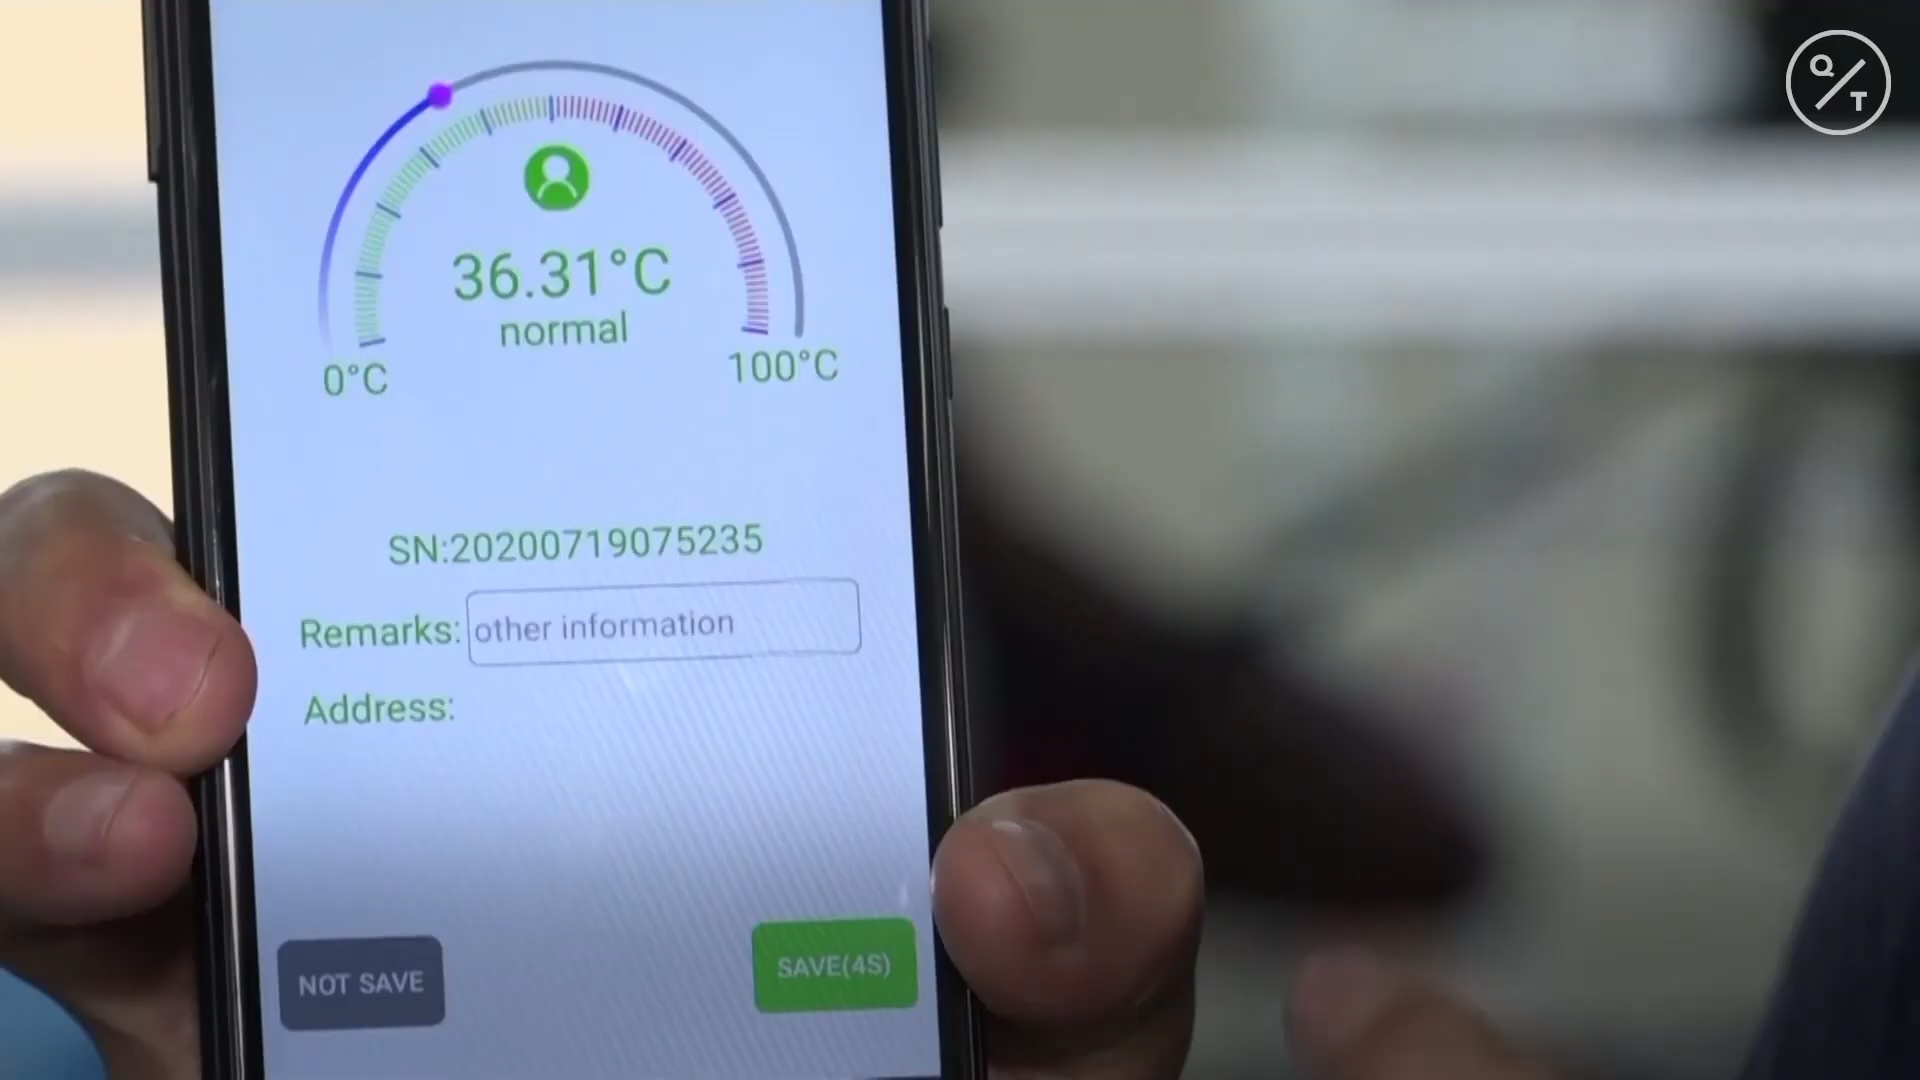 Q/T
36.31°C
normal
0°C
100°C
SN:20200719075235
Remarks: other information
Address:
NOT SAVE
SAVE(4S)